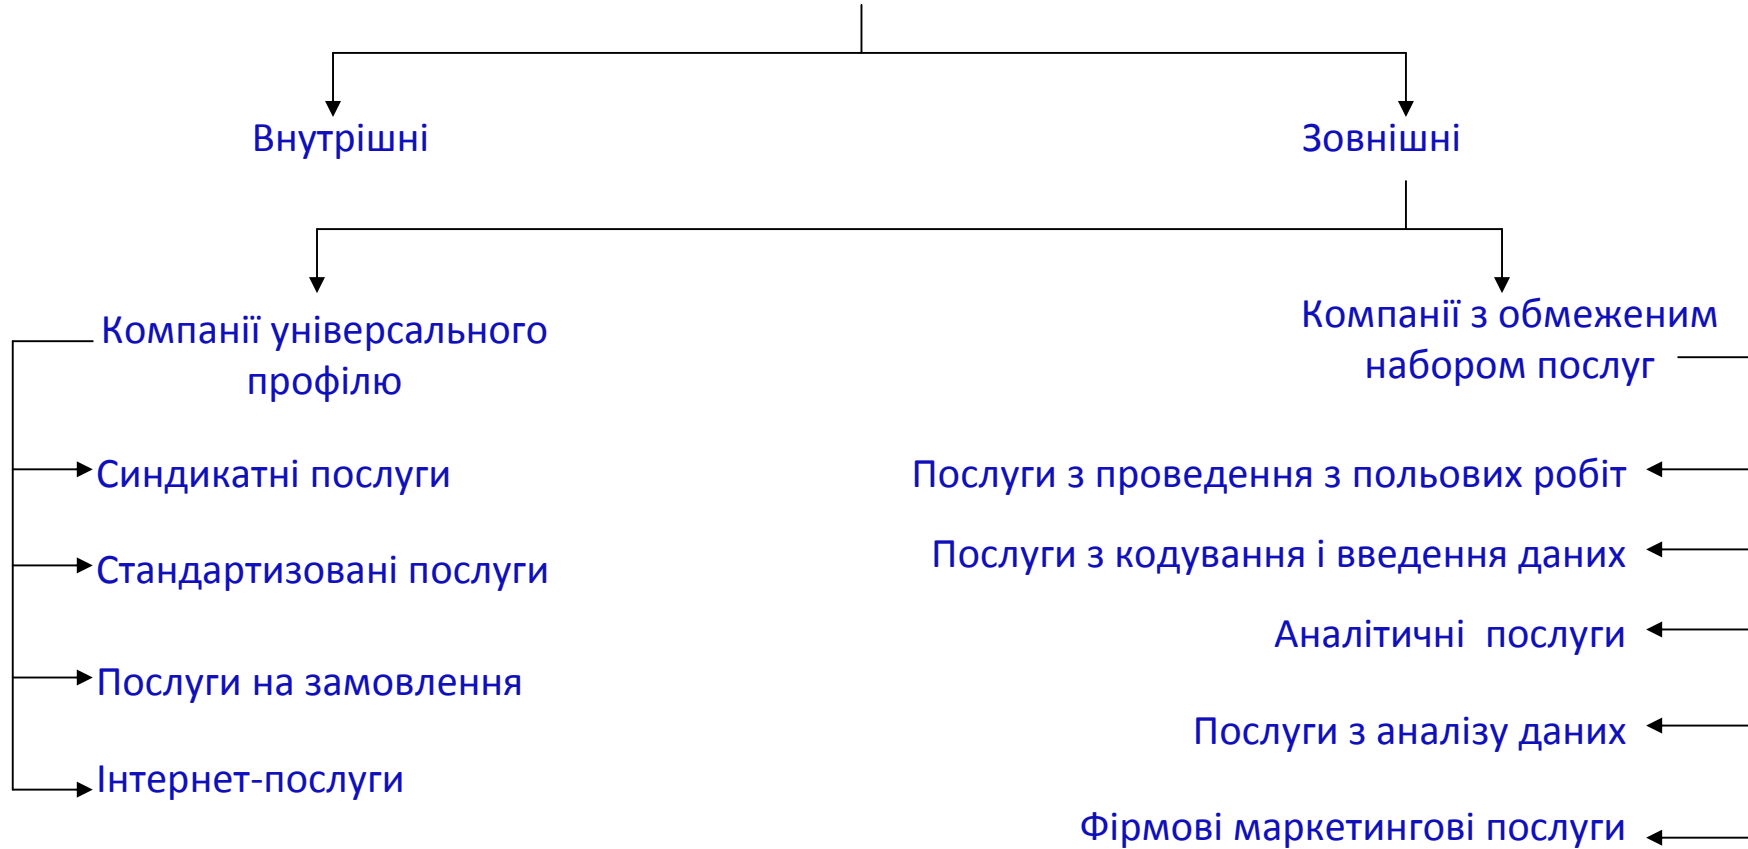 Внутрішні
Зовнішні
Компанії універсального
профілю
Компанії з обмеженим
набором послуг
Синдикатні послуги
Послуги з проведення з польових робіт
Стандартизовані послуги
Послуги з кодування і введення даних
Аналітичні послуги
Послуги на замовлення
Послуги з аналізу даних
Інтернет-послуги
Фірмові маркетингові послуги